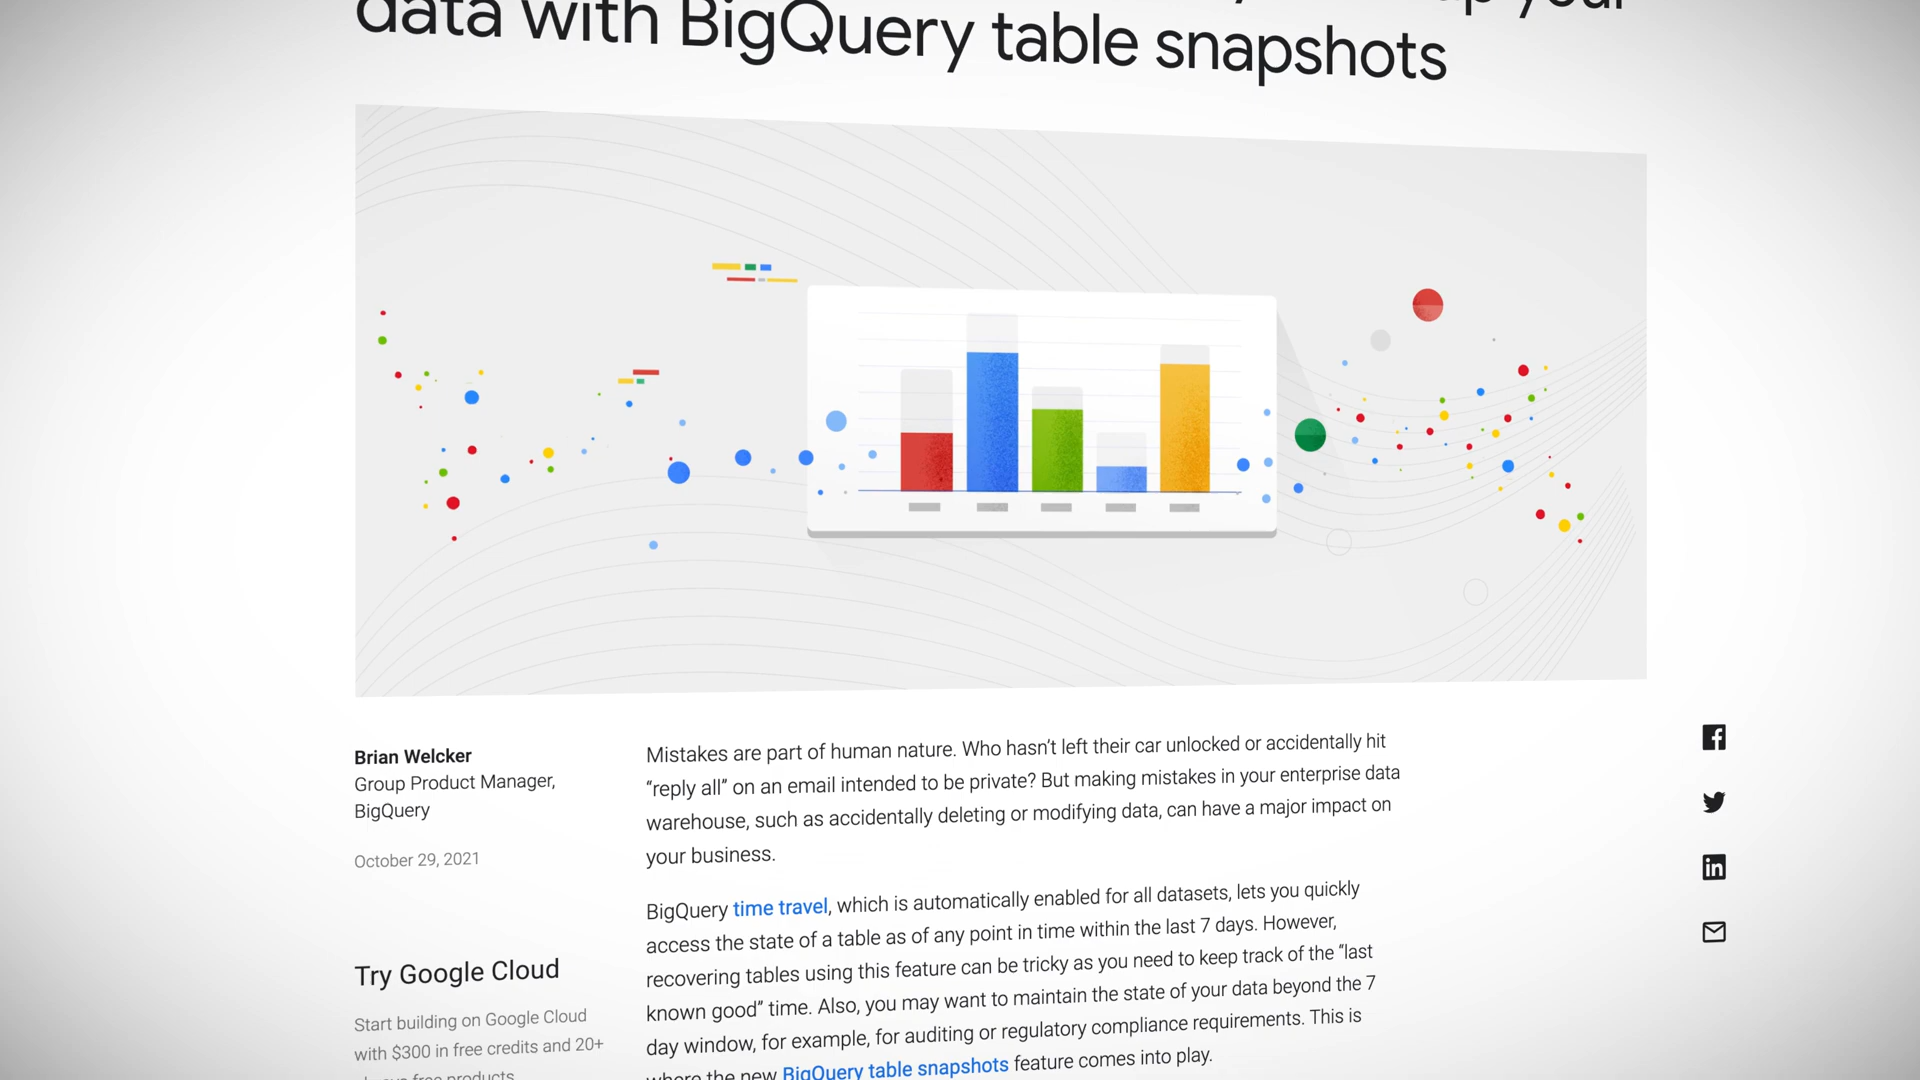 your
data with BigQuery table snapshots
Brian Welcker
Group Product Manager,
BigQuery
October 29, 2021
Try Google Cloud
Start building on Google Cloud
with $300 in free credits and 20+
free products
Mistakes are part of human nature. Who hasn't left their car unlocked or accidentally hit
“reply all” on an email intended to be private? But making mistakes in your enterprise data
warehouse, such as accidentally deleting or modifying data, can have a major impact on
your business.
BigQuery time travel, which is automatically enabled for all datasets, lets you quickly
access the state of a table as of any point in time within the last 7 days. However,
recovering tables using this feature can be tricky as you need to keep track of the “last
known good” time. Also, you may want to maintain the state of your data beyond the 7
day window, for example, for auditing or regulatory compliance requirements. This is
where the new BigQuery table snapshots feature comes into play.